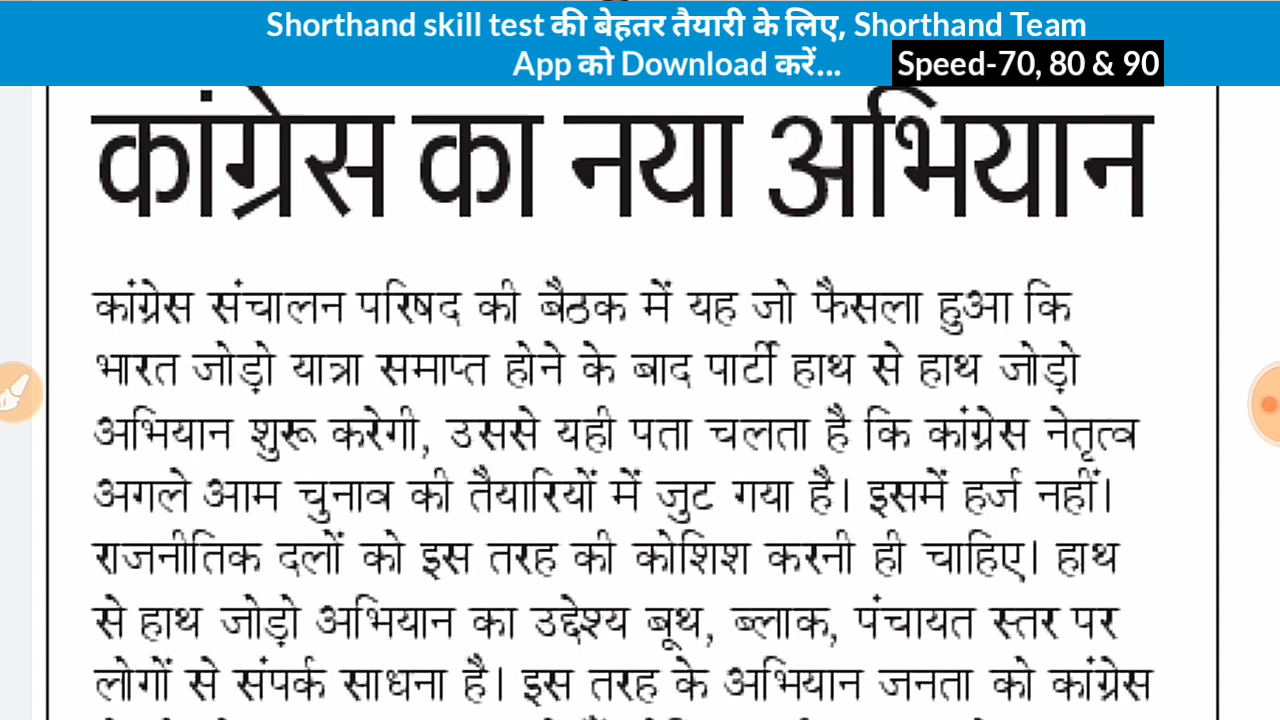 Shorthand skill test की बेहतर तैयारी के लिए, Shorthand Team
App को Download करें... Speed-70, 80 & 90
कांग्रेस का नया अभियान
कांग्रेस संचालन परिषद की बैठक में यह जो फैसला हुआ कि
भारत जोड़ो यात्रा समाप्त होने के बाद पार्टी हाथ से हाथ जोड़ो
अभियान शुरू करेगी, उससे यही पता चलता है कि कांग्रेस नेतृत्व
अगले आम चुनाव की तैयारियों में जुट गया है। इसमें हर्ज नहीं।
राजनीतिक दलों को इस तरह की कोशिश करनी ही चाहिए। हाथ
से हाथ जोड़ो अभियान का उद्देश्य बूथ, ब्लाक, पंचायत स्तर पर
लोगों से संपर्क साधना है। इस तरह के अभियान जनता को कांग्रेस